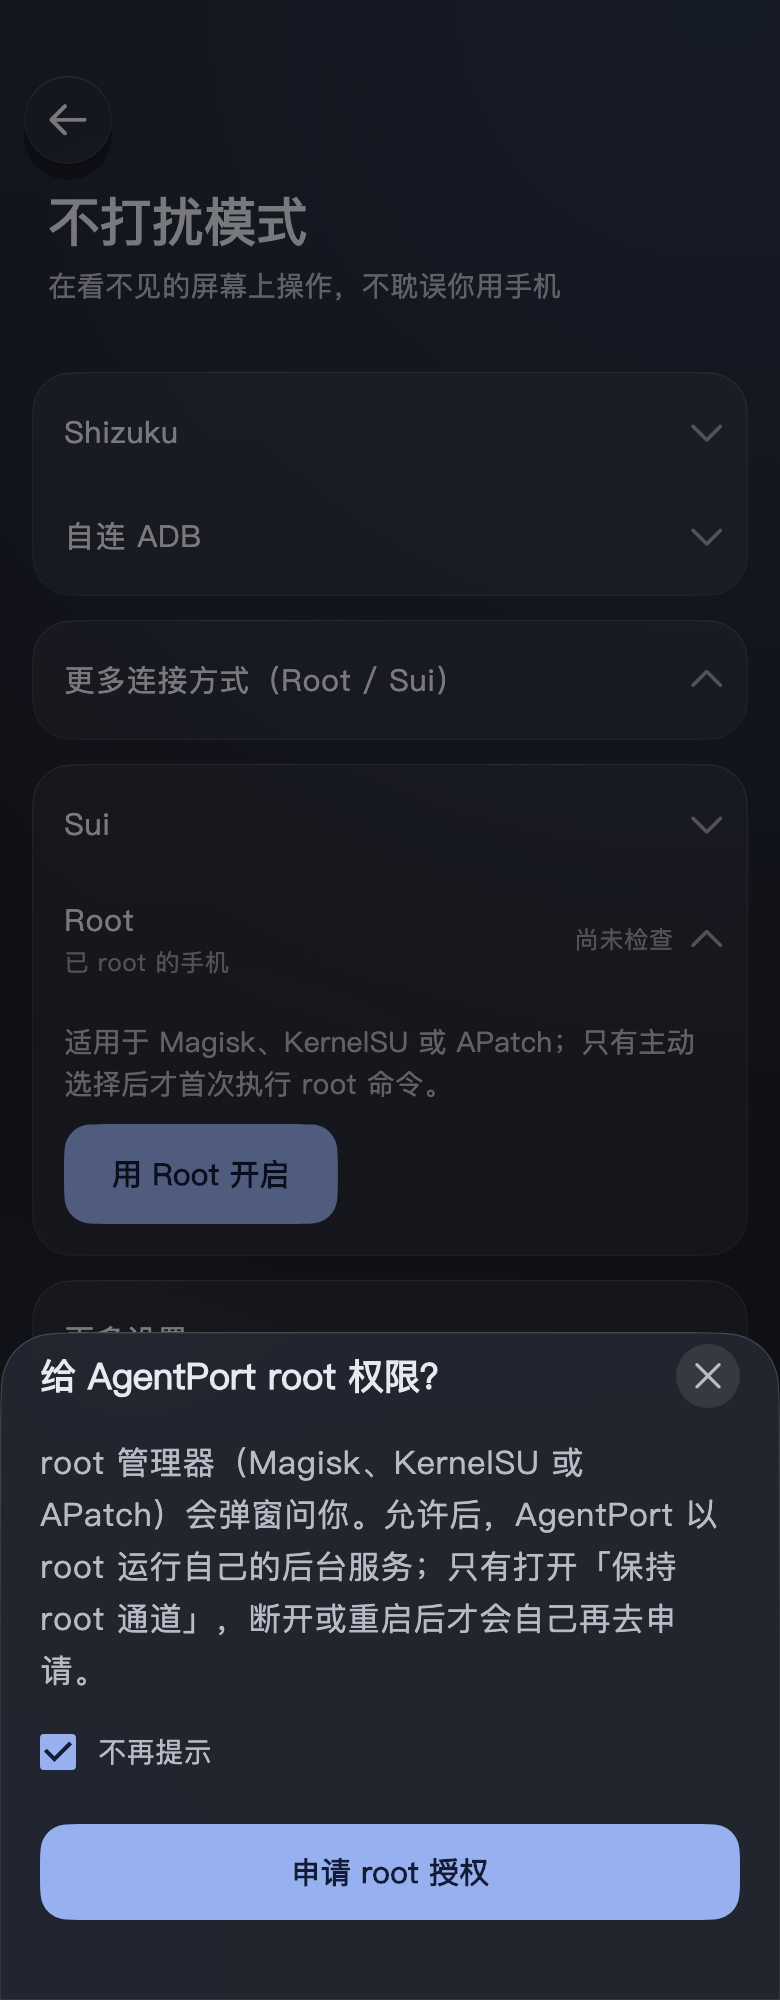 不打扰模式
在看不见的屏幕上操作，不耽误你用手机
Shizuku
自连 ADB
更多连接方式（Root / Sui）
Sui
Root
已 root 的手机
尚未检查
适用于 Magisk、KernelSU 或 APatch；只有主动
选择后才首次执行 root 命令。
用 Root 开启
更多设置
给 AgentPort root 权限?
root 管理器（Magisk、KernelSU 或
APatch）会弹窗问你。允许后，AgentPort 以
root 运行自己的后台服务；只有打开「保持
root 通道」，断开或重启后才会自己再去申
请。
不再提示
申请 root 授权